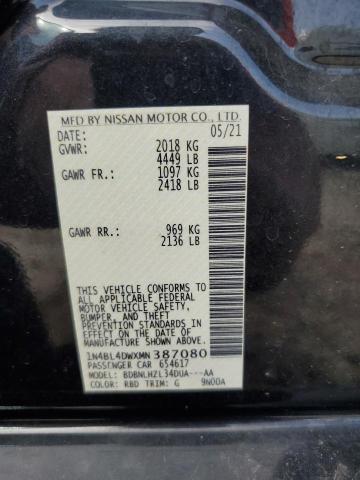 MFD BY NISSAN MOTOR CO., LTD.
DATE: 05/21
GVWR: 2018 KG
4449 LB
GAWR FR.: 1097 KG
2418 LB
GAWR RR.: 969 KG
2136 LB
THIS VEHICLE CONFORMS TO
ALL APPLICABLE FEDERAL
MOTOR VEHICLE SAFETY,
BUMPER, AND THEFT
PREVENTION STANDARDS IN
EFFECT ON THE DATE OF
MANUFACTURE SHOWN ABOVE.
1N4BL4DWXMN387080
PASSENGER CAR 654617
MODEL: BDBNLHZL34DUA---AA
COLOR: RBD TRIM: G 9N00A